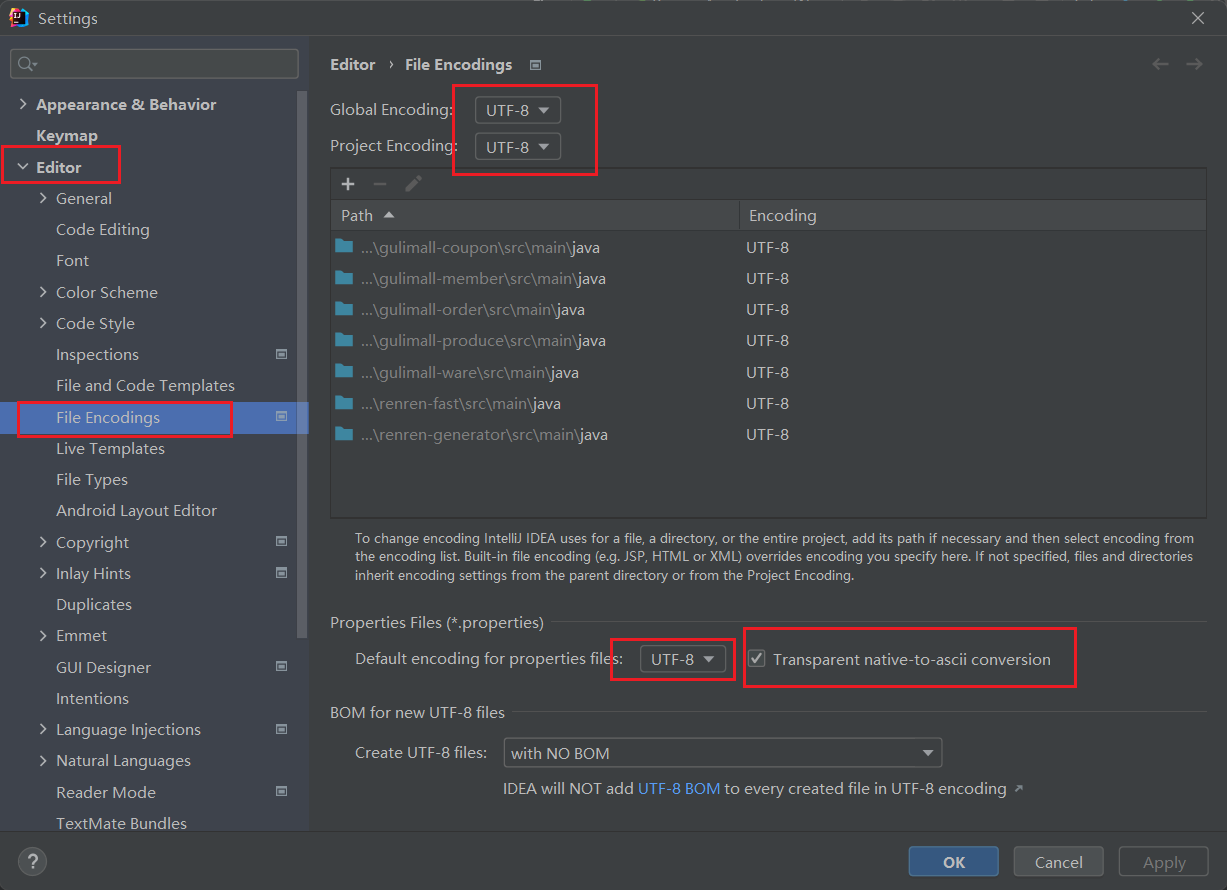 Settings
Appearance & Behavior
Keymap
Editor
General
Code Editing
Font
Color Scheme
Code Style
Inspections
File and Code Templates
File Encodings
Live Templates
File Types
Android Layout Editor
Copyright
Inlay Hints
Duplicates
Emmet
GUI Designer
Intentions
Language Injections
Natural Languages
Reader Mode
TextMate Bundles
Editor › File Encodings
Global Encoding: UTF-8
Project Encoding: UTF-8
Path Encoding
...\gulimall-coupon\src\main\java UTF-8
...\gulimall-member\src\main\java UTF-8
...\gulimall-order\src\main\java UTF-8
...\gulimall-produce\src\main\java UTF-8
...\gulimall-ware\src\main\java UTF-8
...\renren-fast\src\main\java UTF-8
...\renren-generator\src\main\java UTF-8
To change encoding IntelliJ IDEA uses for a file, a directory, or the entire project, add its path if necessary and then select encoding from
the encoding list. Built-in file encoding (e.g. JSP, HTML or XML) overrides encoding you specify here. If not specified, files and directories
inherit encoding settings from the parent directory or from the Project Encoding.
Properties Files (*.properties)
Default encoding for properties files: UTF-8 Transparent native-to-ascii conversion
BOM for new UTF-8 files
Create UTF-8 files: with NO BOM
IDEA will NOT add UTF-8 BOM to every created file in UTF-8 encoding ↗
? OK Cancel Apply